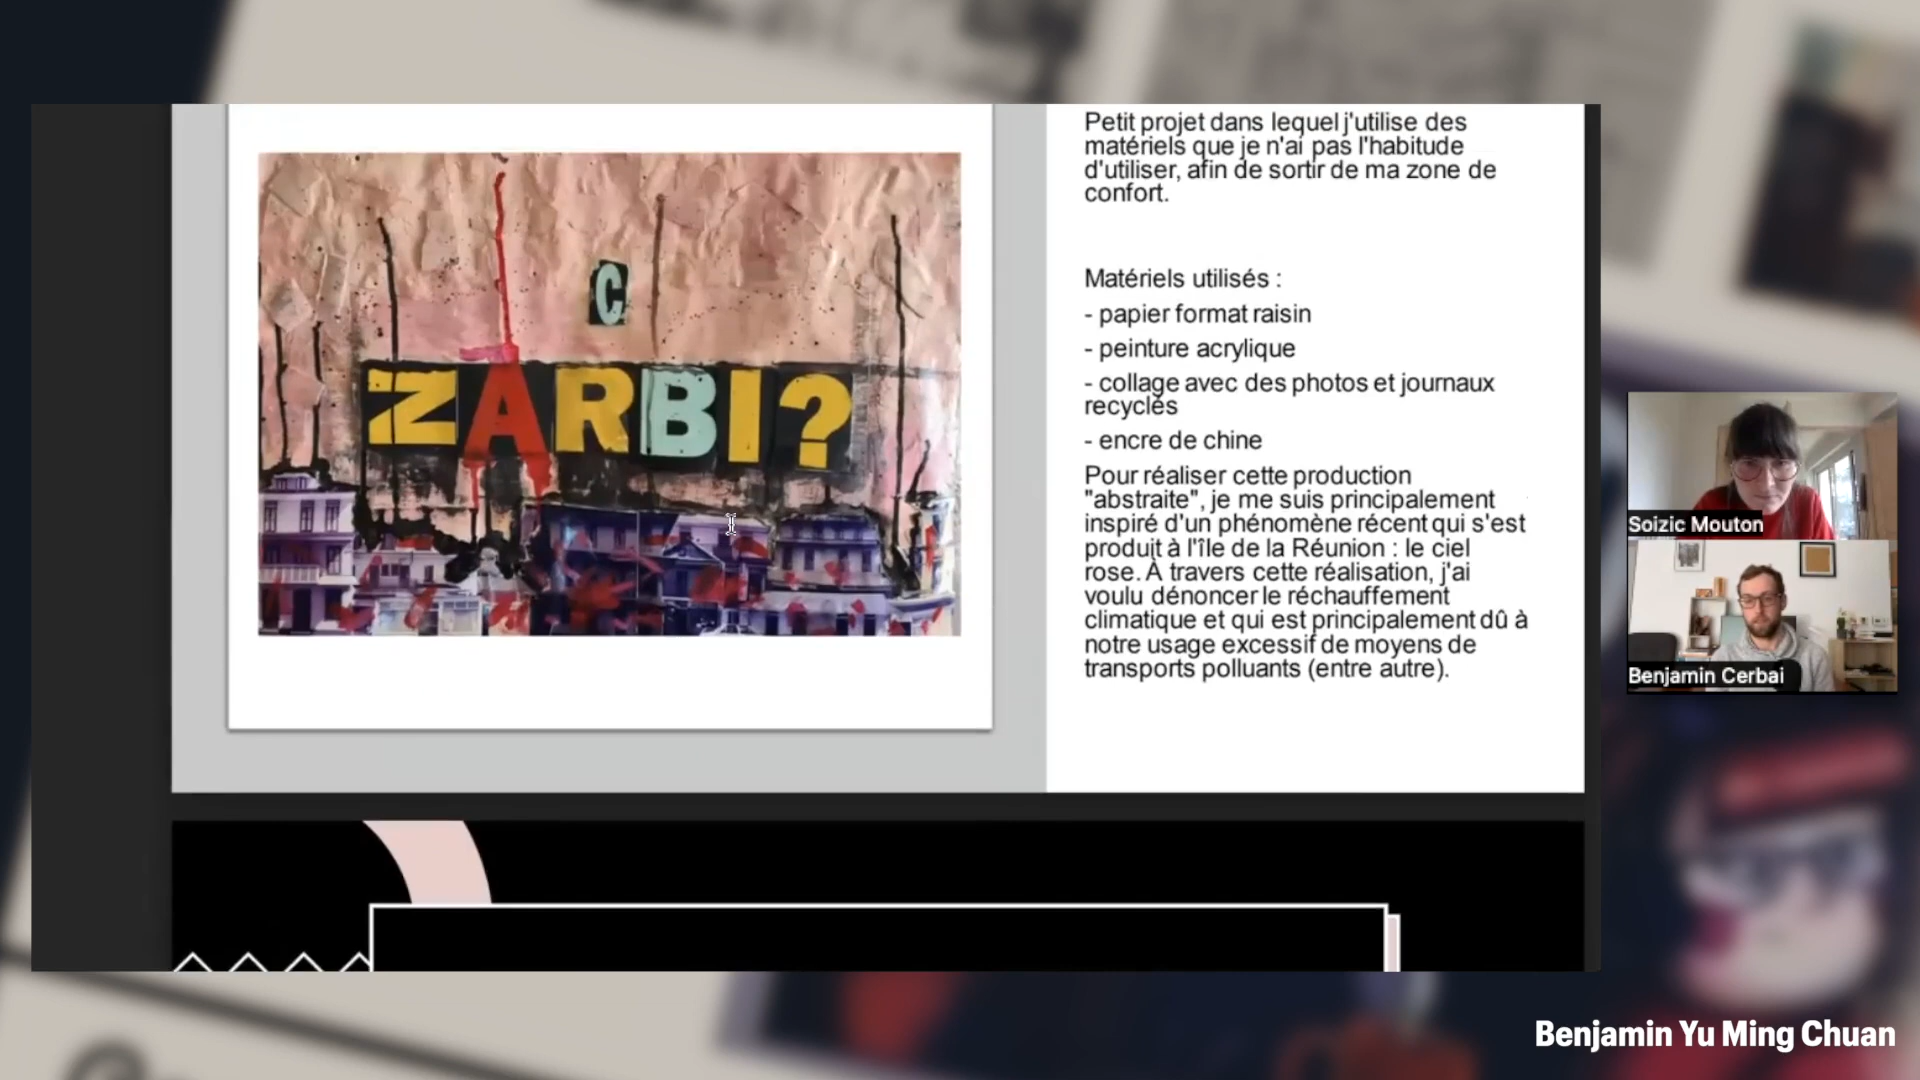 C
ZARBI?
Petit projet dans lequel j'utilise des
matériels que je n'ai pas l'habitude
d'utiliser, afin de sortir de ma zone de
confort.
Matériels utilisés :
- papier format raisin
- peinture acrylique
- collage avec des photos et journaux
recyclés
- encre de chine
Pour réaliser cette production
"abstraite", je me suis principalement
inspiré d'un phénomène récent qui s'est
produit à l'île de la Réunion : le ciel
rose. À travers cette réalisation, j'ai
voulu dénoncer le réchauffement
climatique et qui est principalement dû à
notre usage excessif de moyens de
transports polluants (entre autre).
Soizic Mouton
Benjamin Cerbai
Benjamin Yu Ming Chuan